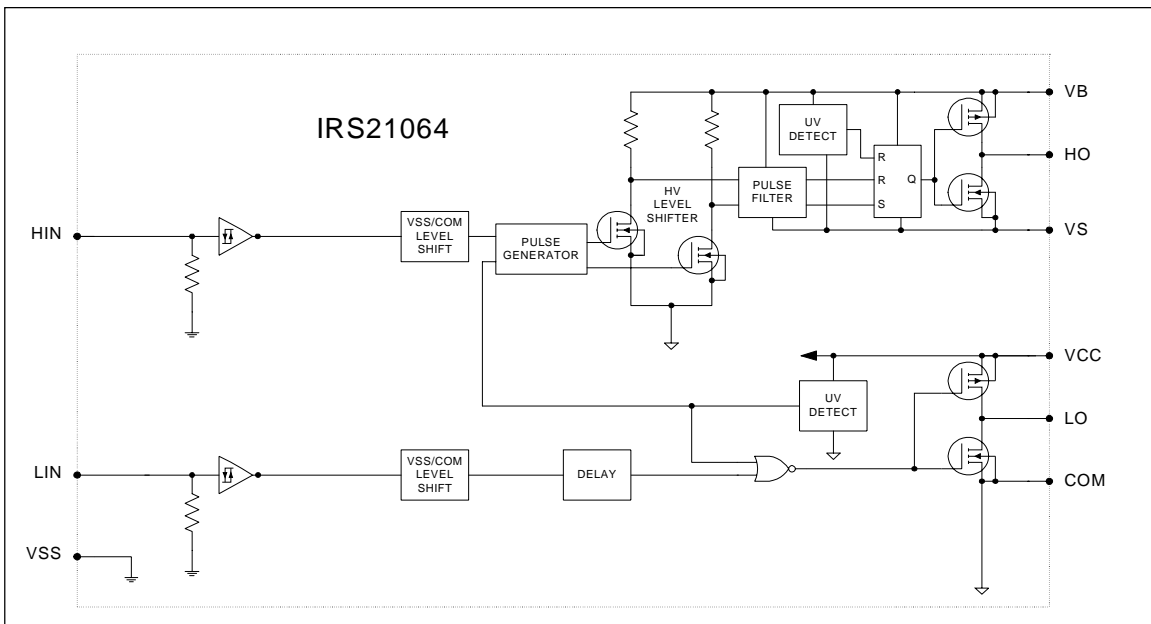 IRS21064
VB
UV
DETECT
HO
R
R
Q
S
PULSE
FILTER
HV
LEVEL
SHIFTER
VS
HIN
VSS/COM
LEVEL
SHIFT
PULSE
GENERATOR
VCC
UV
DETECT
LO
LIN
VSS/COM
LEVEL
SHIFT
DELAY
COM
VSS